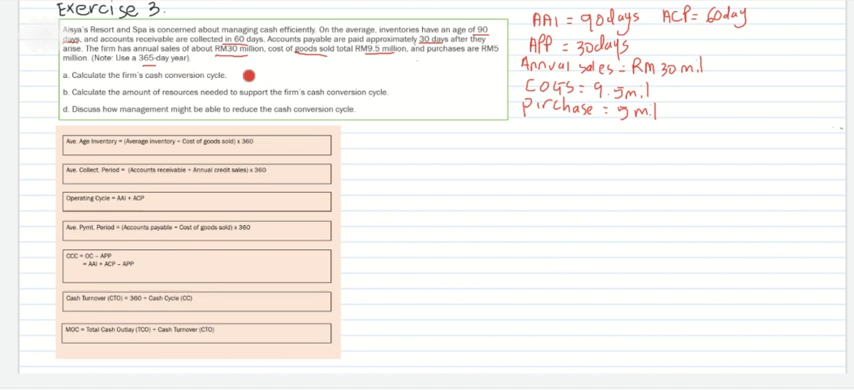 Exercise 3.
Aisya's Resort and Spa is concerned about managing cash efficiently. On the average, inventories have an age of 90
days, and accounts receivable are collected in 60 days. Accounts payable are paid approximately 30 days after they
arise. The firm has annual sales of about RM30 million, cost of goods sold total RM9.5 million, and purchases are RM5
million. (Note: Use a 365-day year).
a. Calculate the firm's cash conversion cycle.
b. Calculate the amount of resources needed to support the firm's cash conversion cycle.
d. Discuss how management might be able to reduce the cash conversion cycle.
AAI = 90days ACP = 60day
APP = 30days
Annual sales = RM 30 mil
COGS = 9.5mil
Pirchase = 5 mil
Ave. Age Inventory = (Average inventory ÷ Cost of goods sold) x 360
Ave. Collect. Period = (Accounts receivable ÷ Annual credit sales) x 360
Operating Cycle = AAI + ACP
Ave. Pymt. Period = (Accounts payable ÷ Cost of goods sold) x 360
CCC = OC – APP
= AAI + ACP – APP
Cash Turnover (CTO) = 360 ÷ Cash Cycle (CC)
MOC = Total Cash Outlay (TCO) ÷ Cash Turnover (CTO)